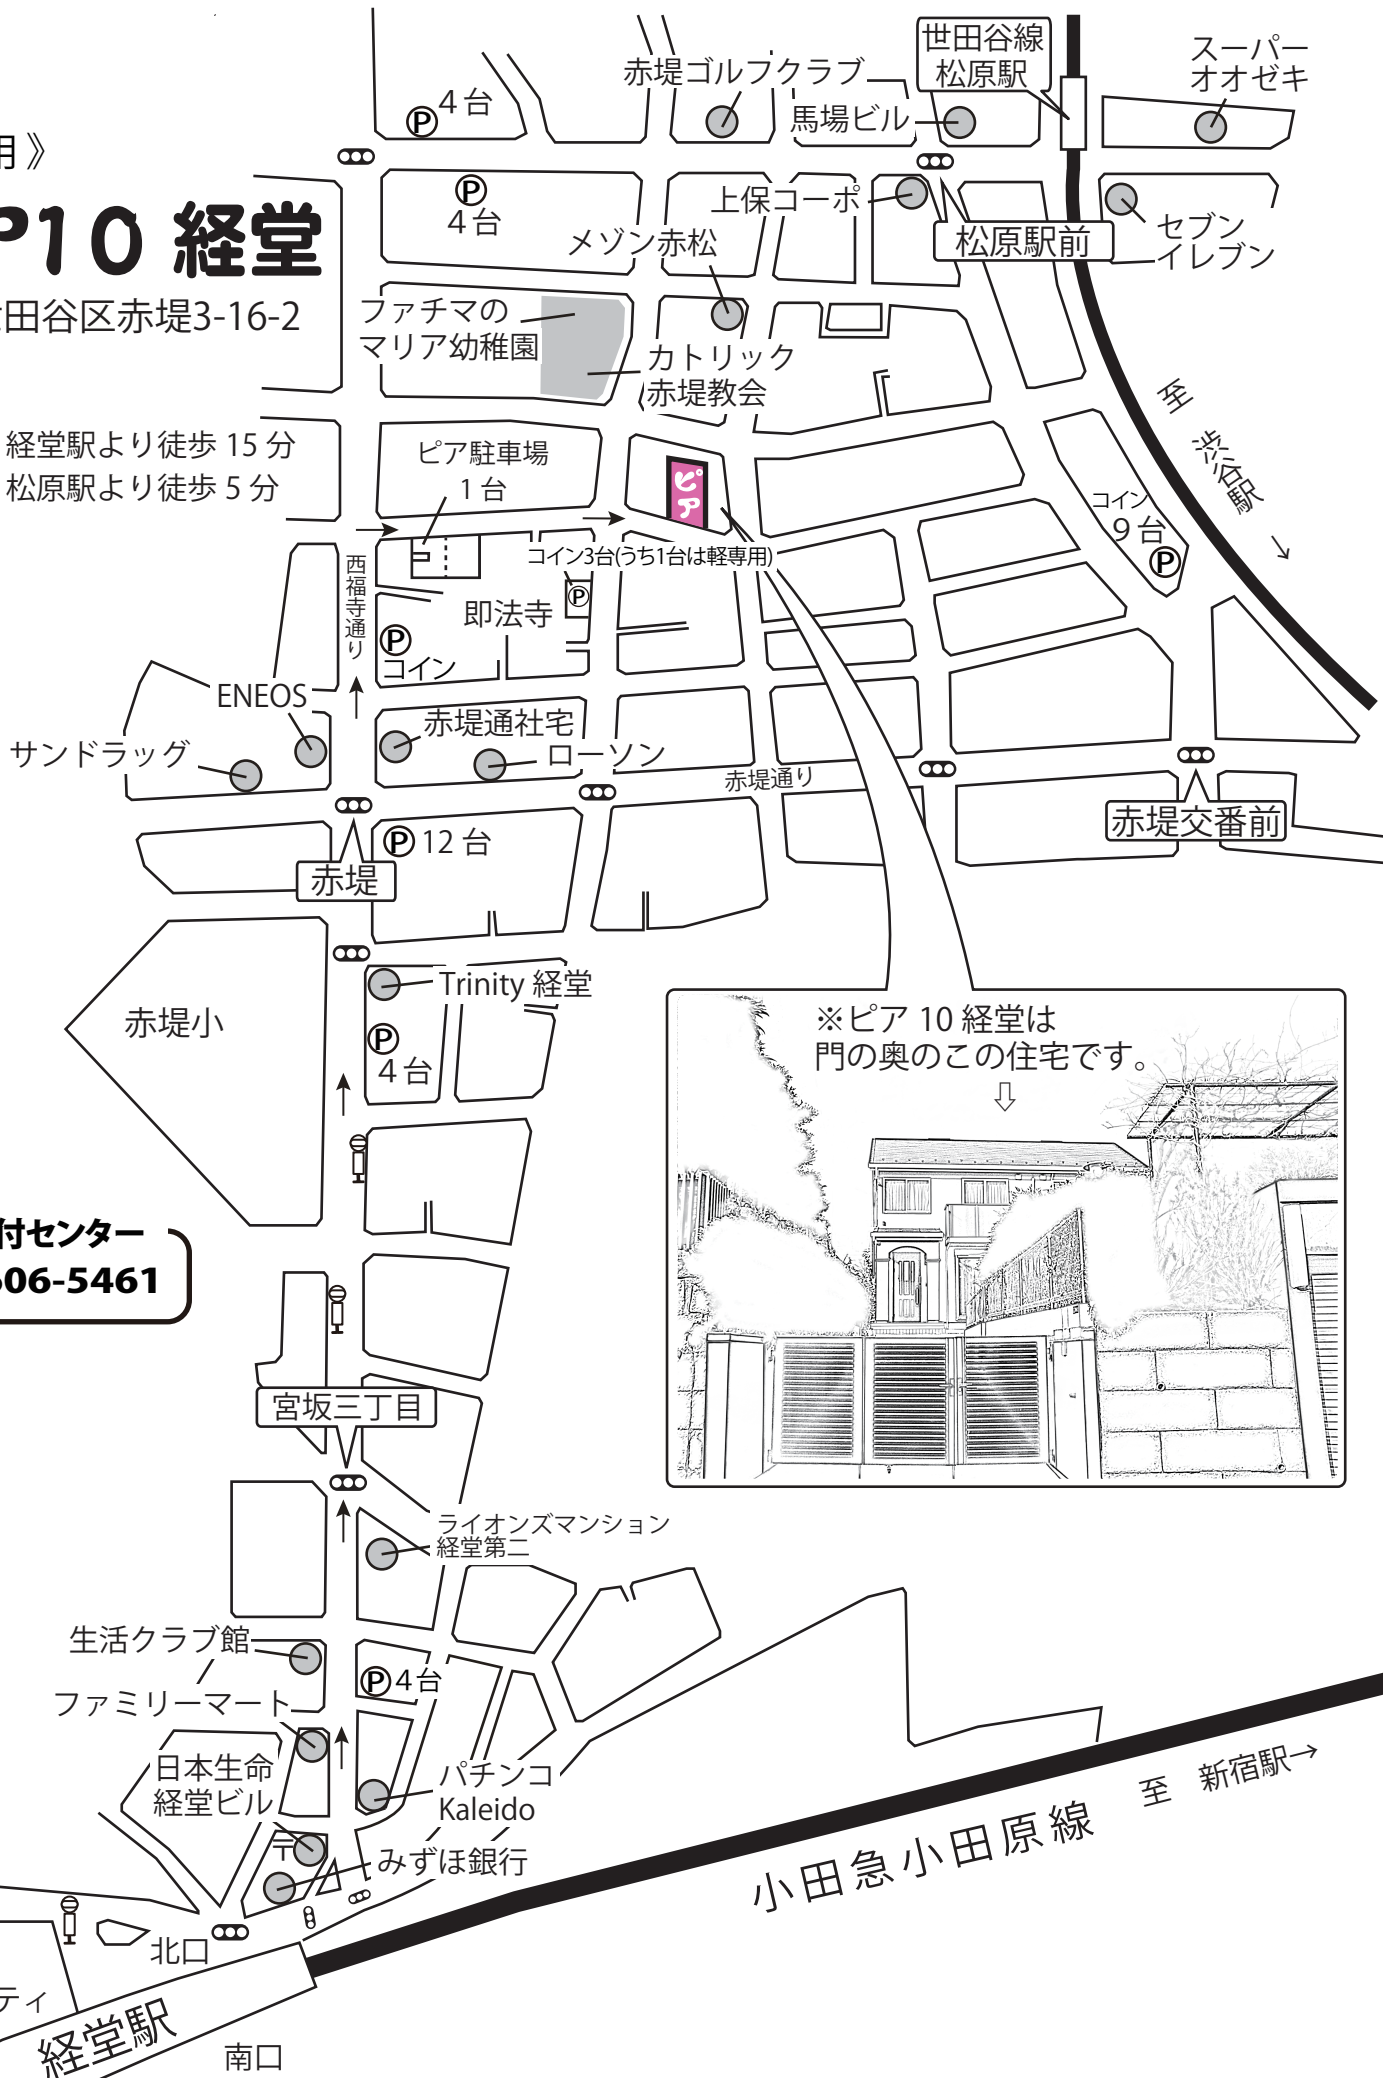 用 》
P10 経堂
世田谷区赤堤3-16-2
経堂駅より徒歩 15 分
松原駅より徒歩 5 分
赤堤ゴルフクラブ
世田谷線
松原駅
スーパー
オオゼキ
Ⓟ 4 台
馬場ビル
Ⓟ
4 台
上保コーポ
松原駅前
セブン
イレブン
メゾン赤松
ファチマの
マリア幼稚園
カトリック
赤堤教会
至 渋谷駅 →
ピア駐車場
1 台
ピア
コイン
9 台
Ⓟ
コイン3台(うち1台は軽専用)
Ⓟ
西福寺通り
即法寺
Ⓟ
コイン
ENEOS
サンドラッグ
赤堤通社宅
ローソン
赤堤通り
赤堤
Ⓟ 12 台
赤堤交番前
赤堤小
Trinity 経堂
Ⓟ
4 台
※ピア 10 経堂は
門の奥のこの住宅です。
⇩
付センター
606-5461
宮坂三丁目
ライオンズマンション
経堂第二
生活クラブ館
Ⓟ 4 台
ファミリーマート
日本生命
経堂ビル
パチンコ
Kaleido
〒
みずほ銀行
小田急小田原線
至 新宿駅→
北口
ティ
経堂駅
南口